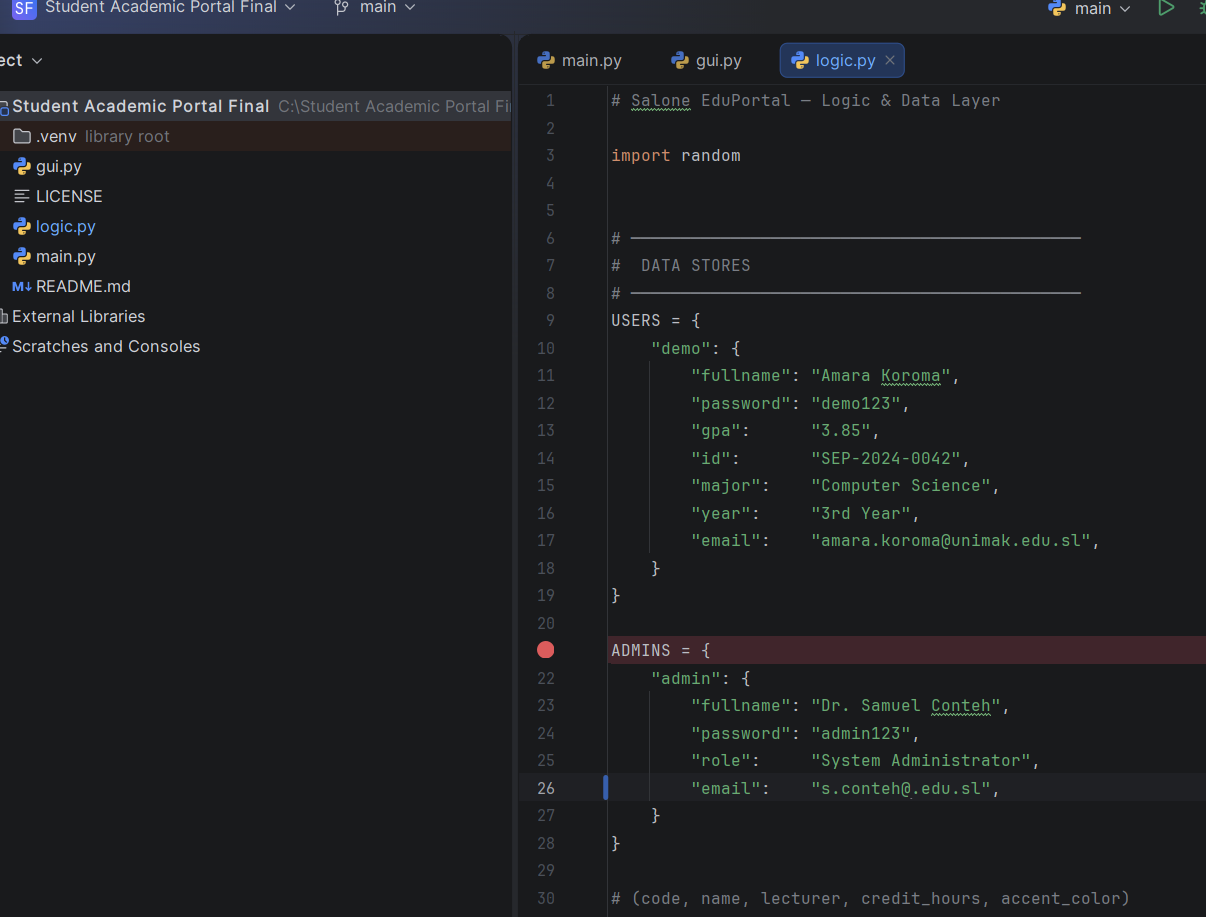 SF Student Academic Portal Final main main
ect
Student Academic Portal Final C:\Student Academic Portal Fi
.venv library root
gui.py
LICENSE
logic.py
main.py
M↓ README.md
External Libraries
Scratches and Consoles
main.py gui.py logic.py
1 # Salone EduPortal — Logic & Data Layer
2
3 import random
4
5
6 # ─────────────────────────────────────────────
7 #  DATA STORES
8 # ─────────────────────────────────────────────
9 USERS = {
10     "demo": {
11         "fullname": "Amara Koroma",
12         "password": "demo123",
13         "gpa":      "3.85",
14         "id":       "SEP-2024-0042",
15         "major":    "Computer Science",
16         "year":     "3rd Year",
17         "email":    "amara.koroma@unimak.edu.sl",
18     }
19 }
20
ADMINS = {
22     "admin": {
23         "fullname": "Dr. Samuel Conteh",
24         "password": "admin123",
25         "role":     "System Administrator",
26         "email":    "s.conteh@.edu.sl",
27     }
28 }
29
30 # (code, name, lecturer, credit_hours, accent_color)